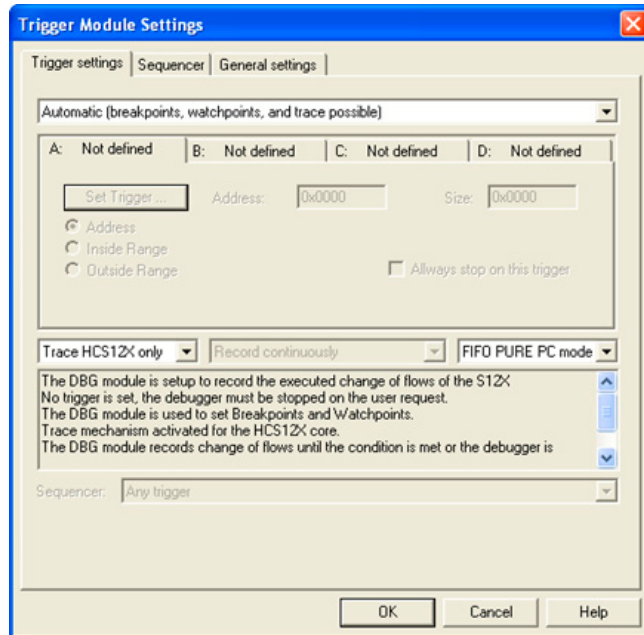 Trigger Module Settings
Trigger settings Sequencer General settings
Automatic (breakpoints, watchpoints, and trace possible)
A: Not defined B: Not defined C: Not defined D: Not defined
Set Trigger ... Address: 0x0000 Size: 0x0000
Address
Inside Range
Outside Range Allways stop on this trigger
Trace HCS12X only Record continuously FIFO PURE PC mode
The DBG module is setup to record the executed change of flows of the S12X
No trigger is set, the debugger must be stopped on the user request.
The DBG module is used to set Breakpoints and Watchpoints.
Trace mechanism activated for the HCS12X core.
The DBG module records change of flows until the condition is met or the debugger is
Sequencer: Any trigger
OK Cancel Help